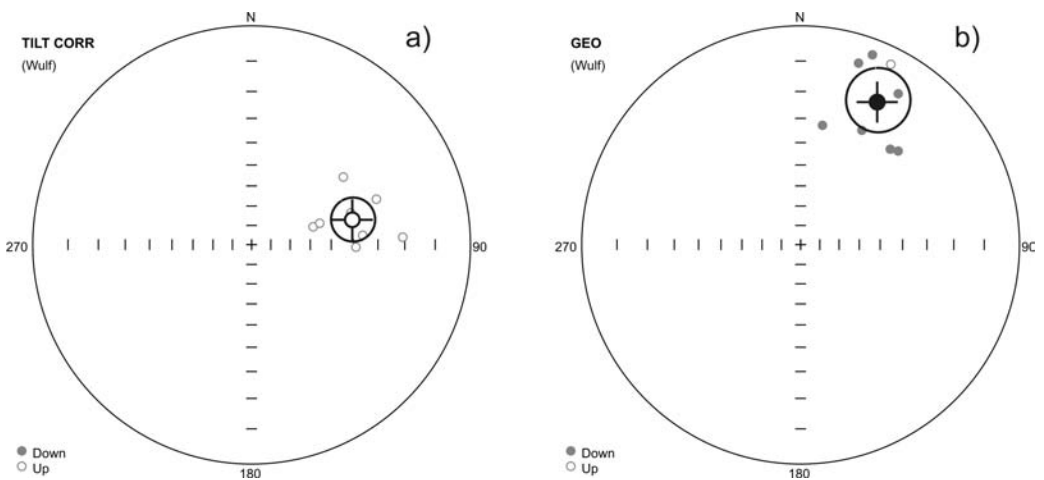 N
TILT CORR
(Wulf)
a)
270
90
Down
Up
180
N
GEO
(Wulf)
b)
270
90
Down
Up
180